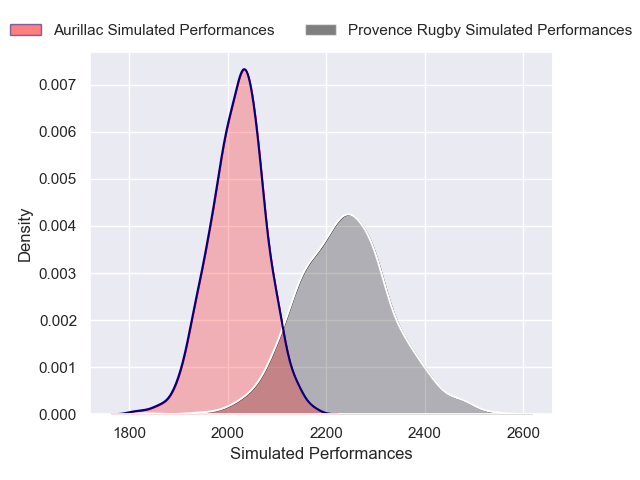 Aurillac Simulated Performances Provence Rugby Simulated Performances
0.007
0.006
0.005
0.004
0.003
0.002
0.001
0.000
Density
1800 2000 2200 2400 2600
Simulated Performances